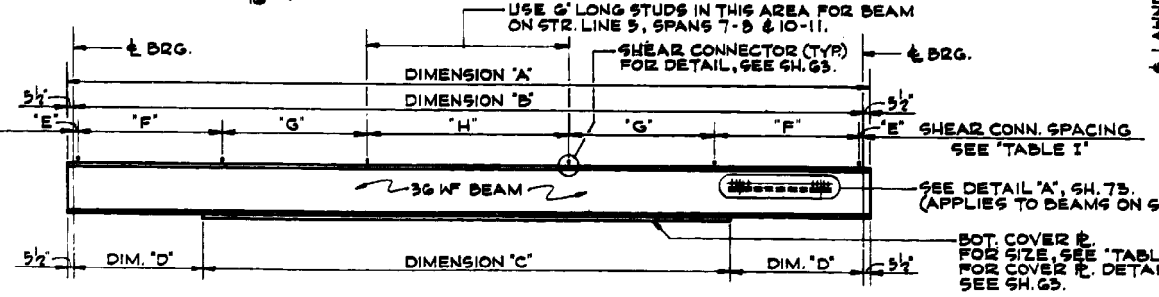 USE 6" LONG STUDS IN THIS AREA FOR BEAM
ON STR. LINE 5, SPANS 7-8 & 10-11.
℄ BRG.
SHEAR CONNECTOR (TYP.)
FOR DETAIL, SEE SH. 63.
℄ BRG.
DIMENSION "A"
5½"
DIMENSION "B"
5½"
"E" "F" "G" "H" "G" "F" "E" SHEAR CONN. SPACING
SEE "TABLE I"
36 WF BEAM
SEE DETAIL "A", SH. 73.
(APPLIES TO BEAMS ON S
BOT. COVER ℙL.
FOR SIZE, SEE "TABL
FOR COVER ℙL. DETAI
SEE SH. 63.
5½" DIM. "D" DIMENSION "C" DIM. "D" 5½"